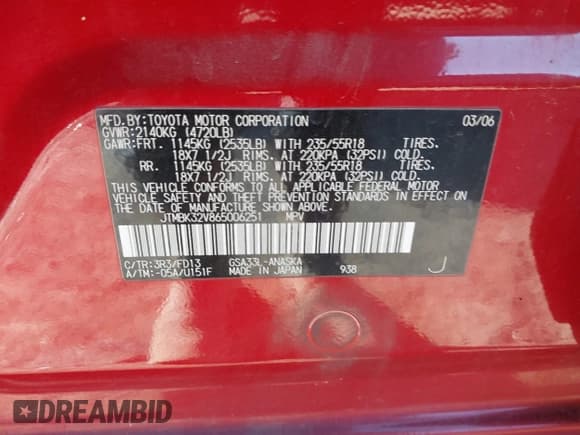 MFD. BY: TOYOTA MOTOR CORPORATION 03/06
GVWR: 2140KG (4720LB)
GAWR: FRT. 1145KG (2535LB) WITH 235/55R18 TIRES,
18X7 1/2J RIMS, AT 220KPA (32PSI) COLD.
RR. 1145KG (2535LB) WITH 235/55R18 TIRES,
18X7 1/2J RIMS, AT 220KPA (32PSI) COLD.
THIS VEHICLE CONFORMS TO ALL APPLICABLE FEDERAL MOTOR
VEHICLE SAFETY AND THEFT PREVENTION STANDARDS IN EFFECT ON
THE DATE OF MANUFACTURE SHOWN ABOVE.
JTMBK32V865006251 MPV
C/TR: 3R3/FD13 GSA33L-ANASKA
A/TM: -05A/U151F MADE IN JAPAN 938 J
DREAMBID